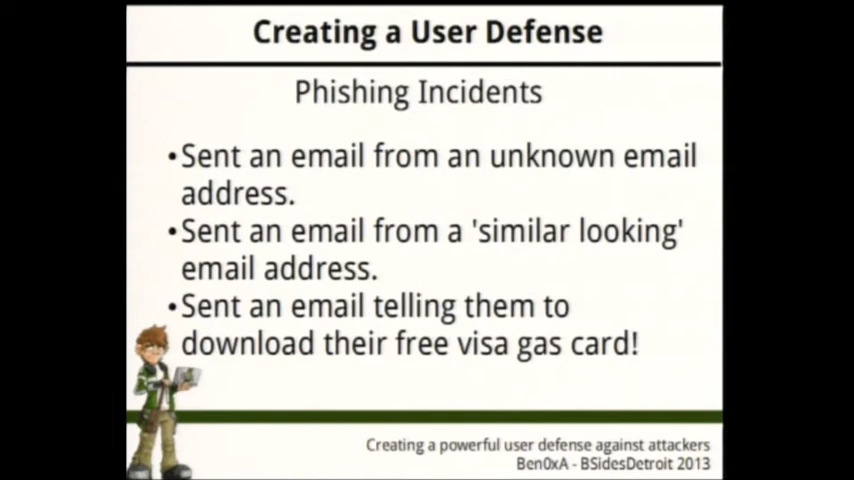 Creating a User Defense
Phishing Incidents
•Sent an email from an unknown email
address.
•Sent an email from a 'similar looking'
email address.
•Sent an email telling them to
download their free visa gas card!
Creating a powerful user defense against attackers
Ben0xA - BSidesDetroit 2013